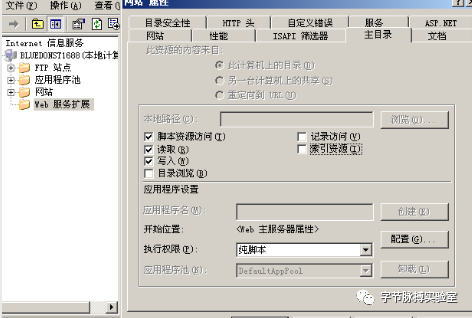 文件(F) 操作(A) 查看(
Internet 信息服务
BLUEDON5T1608(本地计算
FTP 站点
应用程序池
网站
Web 服务扩展
网站 属性
目录安全性 HTTP 头 自定义错误 服务 ASP.NET
网站 性能 ISAPI 筛选器 主目录 文档
此资源的内容来自:
此计算机上的目录(D)
另一台计算机上的共享(S)
重定向到 URL(U)
本地路径(C): 浏览(O)...
脚本资源访问(T) 记录访问(V)
读取(R) 索引资源(I)
写入(W)
目录浏览(B)
应用程序设置
应用程序名(M): 创建(E)
开始位置: <Web 主服务器属性>
执行权限(P): 纯脚本 配置(G)...
应用程序池(N): DefaultAppPool 卸载(L)
字节脉搏实验室